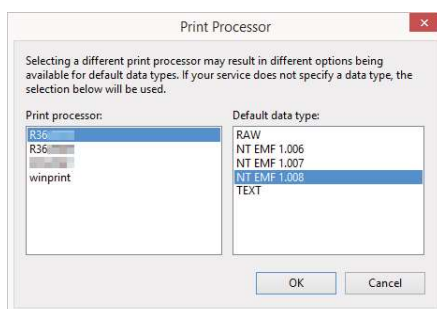 Print Processor
Selecting a different print processor may result in different options being
available for default data types. If your service does not specify a data type, the
selection below will be used.
Print processor:
Default data type:
R36
R36
winprint
RAW
NT EMF 1.006
NT EMF 1.007
NT EMF 1.008
TEXT
OK
Cancel